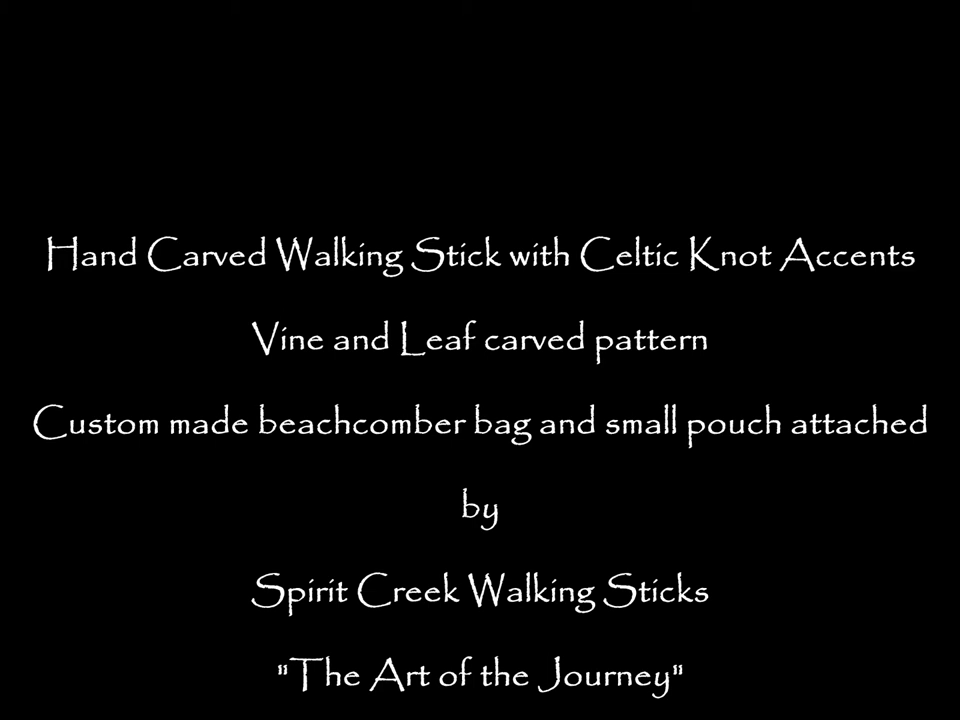 Hand Carved Walking Stick with Celtic Knot Accents
Vine and Leaf carved pattern
Custom made beachcomber bag and small pouch attached
by
Spirit Creek Walking Sticks
"The Art of the Journey"